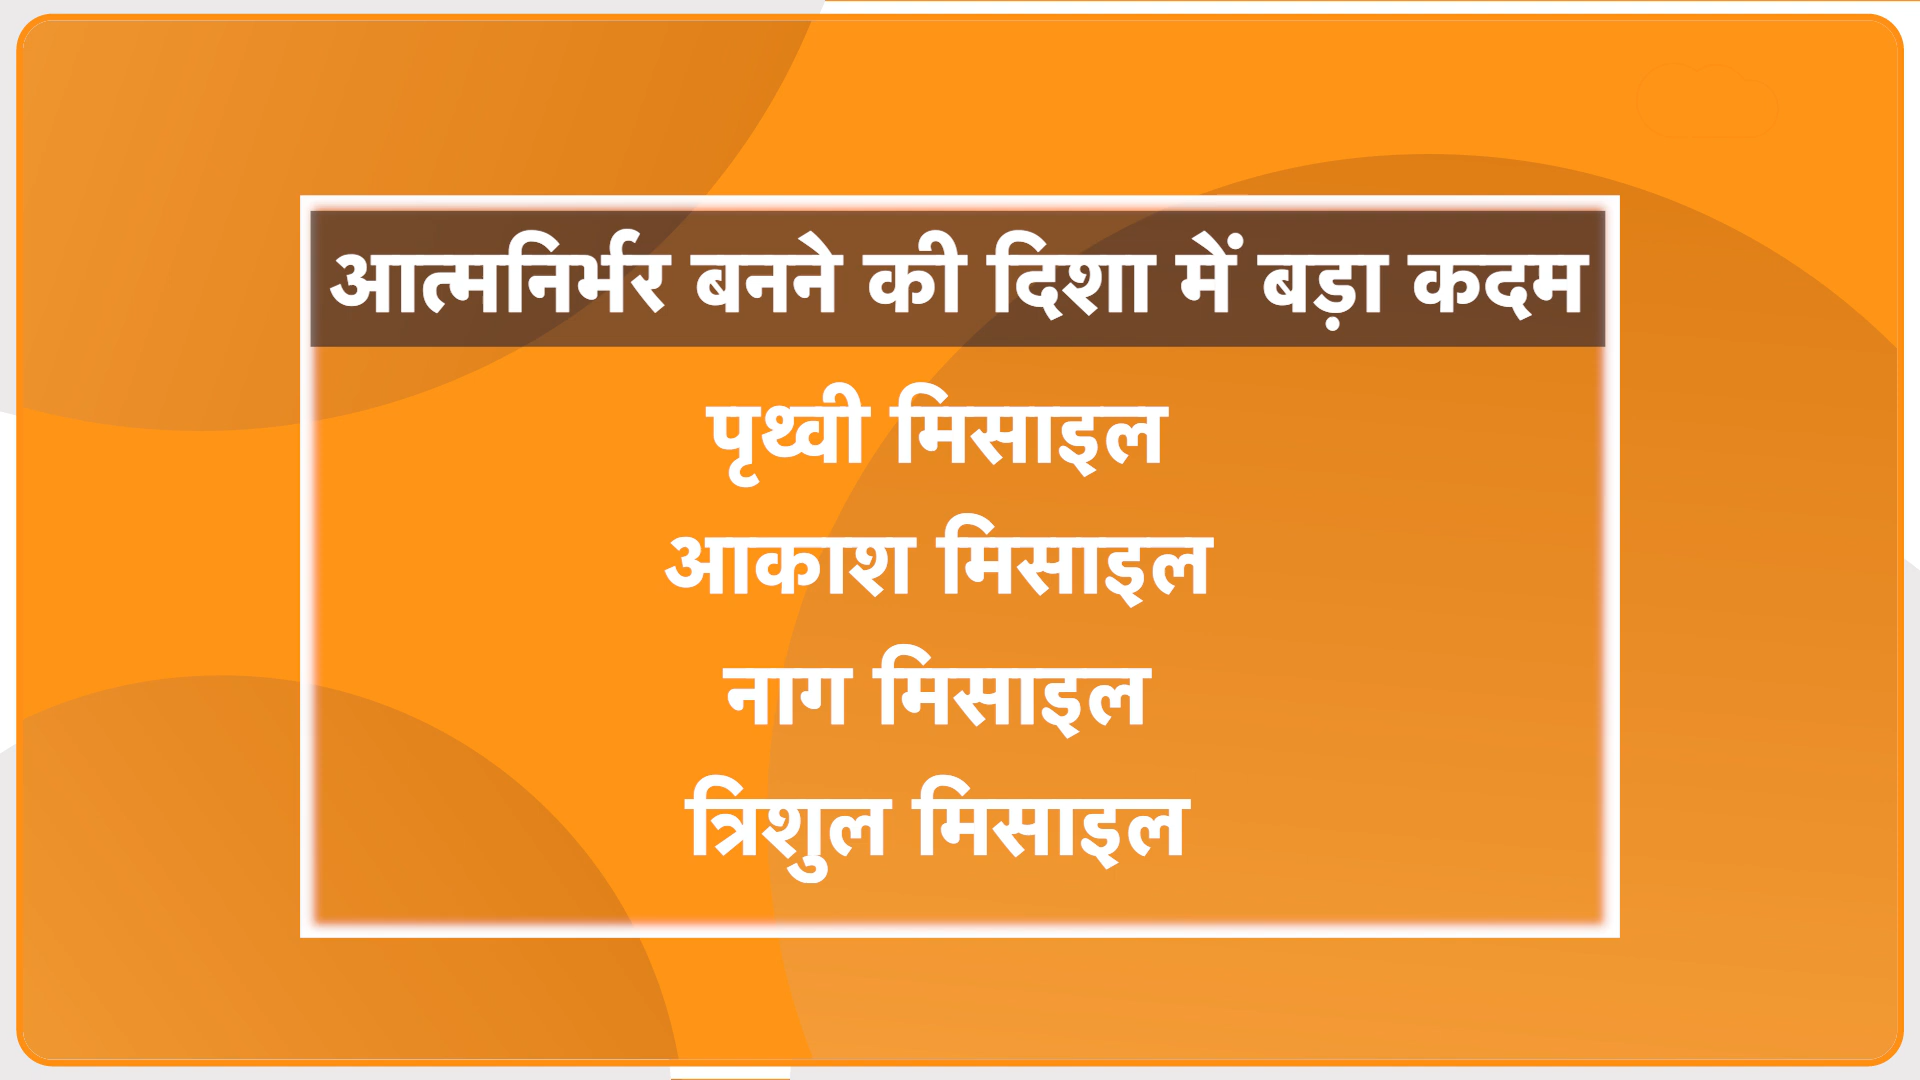 आत्मनिर्भर बनने की दिशा में बड़ा कदम
पृथ्वी मिसाइल
आकाश मिसाइल
नाग मिसाइल
त्रिशुल मिसाइल